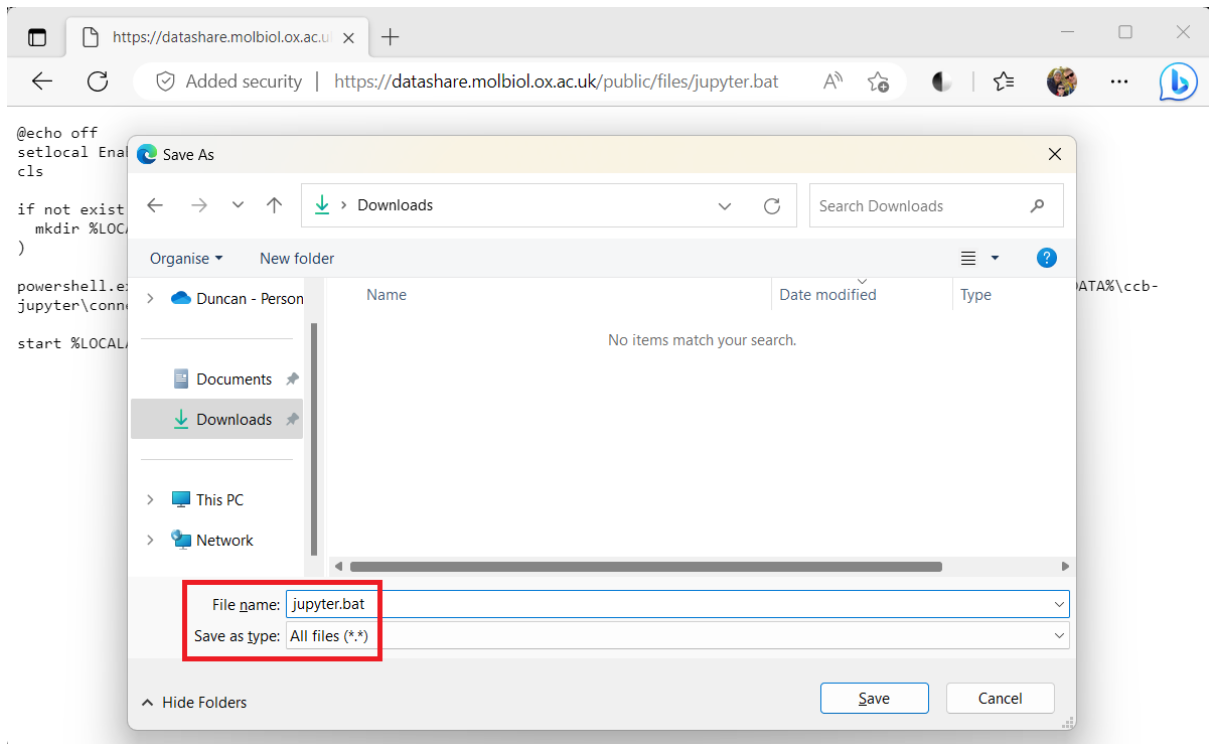 https://datashare.molbiol.ox.ac.u
Added security | https://datashare.molbiol.ox.ac.uk/public/files/jupyter.bat
@echo off
setlocal Ena
cls
if not exist
mkdir %LOC
)
powershell.e
ATA%\ccb-
jupyter\conn
start %LOCAL
Save As
Downloads
Search Downloads
Organise
New folder
Duncan - Person
Documents
Downloads
This PC
Network
Name
Date modified
Type
No items match your search.
File name: jupyter.bat
Save as type: All files (*.*)
Hide Folders
Save
Cancel